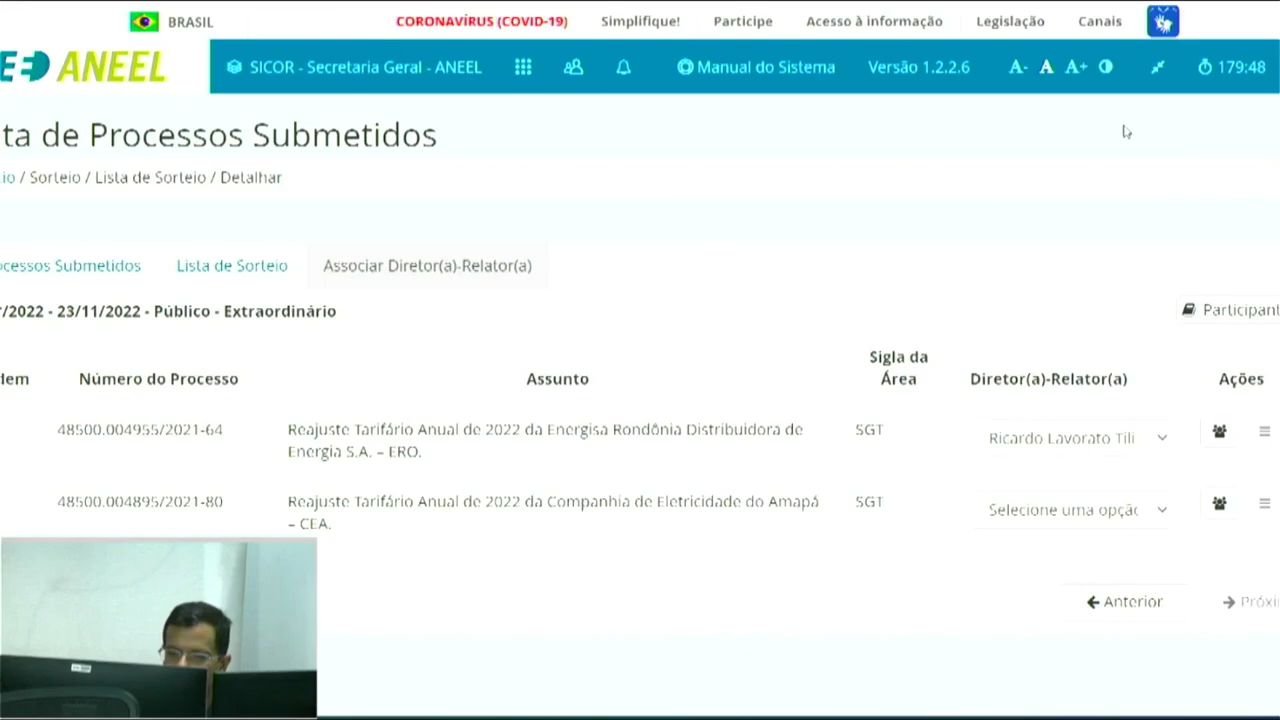 BRASIL CORONAVÍRUS (COVID-19) Simplifique! Participe Acesso à informação Legislação Canais
ANEEL SICOR - Secretaria Geral - ANEEL Manual do Sistema Versão 1.2.2.6 A- A A+ 179:48
ta de Processos Submetidos
io / Sorteio / Lista de Sorteio / Detalhar
ocessos Submetidos Lista de Sorteio Associar Diretor(a)-Relator(a)
/2022 - 23/11/2022 - Público - Extraordinário Participant
dem Número do Processo Assunto Sigla da Área Diretor(a)-Relator(a) Ações
48500.004955/2021-64 Reajuste Tarifário Anual de 2022 da Energisa Rondônia Distribuidora de SGT Ricardo Lavorato Tili
Energia S.A. – ERO.
48500.004895/2021-80 Reajuste Tarifário Anual de 2022 da Companhia de Eletricidade do Amapá SGT Selecione uma opçã
– CEA.
Anterior Próxi